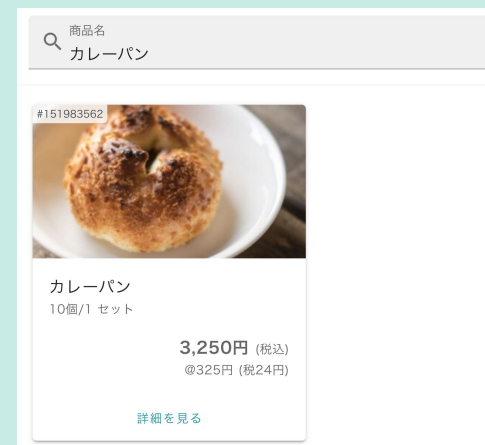 商品名
カレーパン
#151983562
カレーパン
10個/1 セット
3,250円 (税込)
@325円 (税24円)
詳細を見る